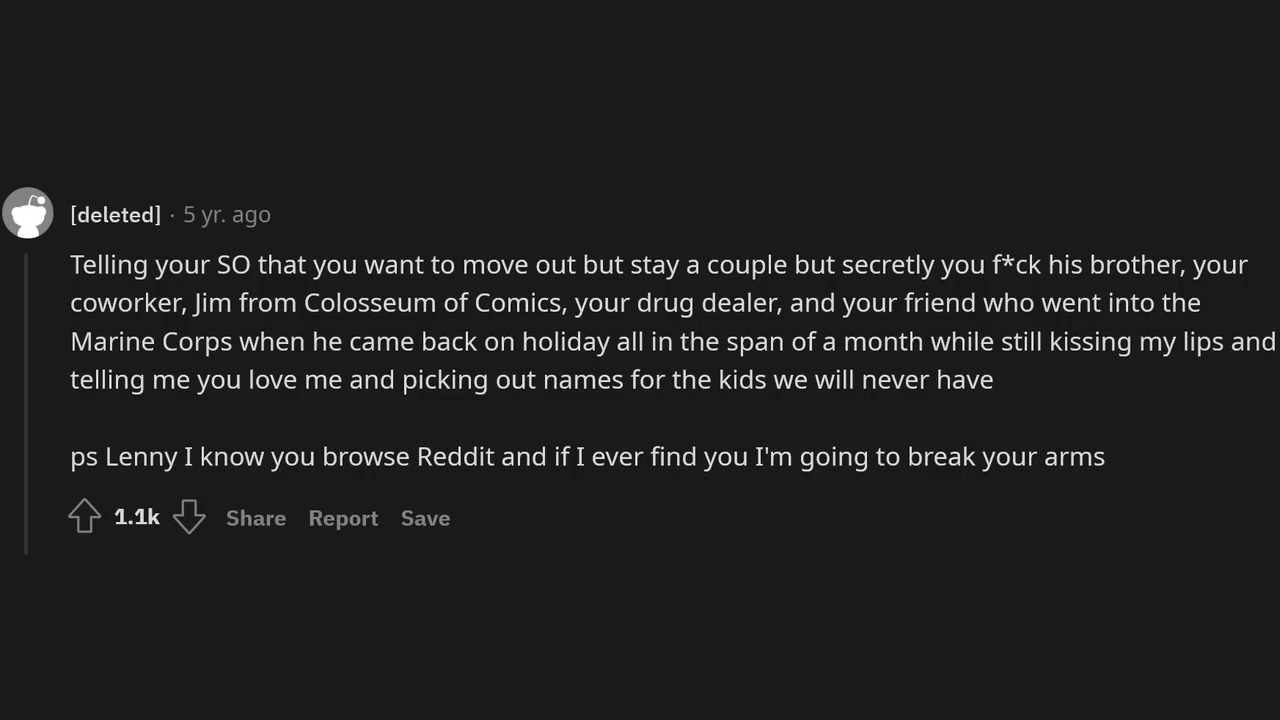 [deleted] · 5 yr. ago
Telling your SO that you want to move out but stay a couple but secretly you f*ck his brother, your
coworker, Jim from Colosseum of Comics, your drug dealer, and your friend who went into the
Marine Corps when he came back on holiday all in the span of a month while still kissing my lips and
telling me you love me and picking out names for the kids we will never have
ps Lenny I know you browse Reddit and if I ever find you I'm going to break your arms
1.1k Share Report Save